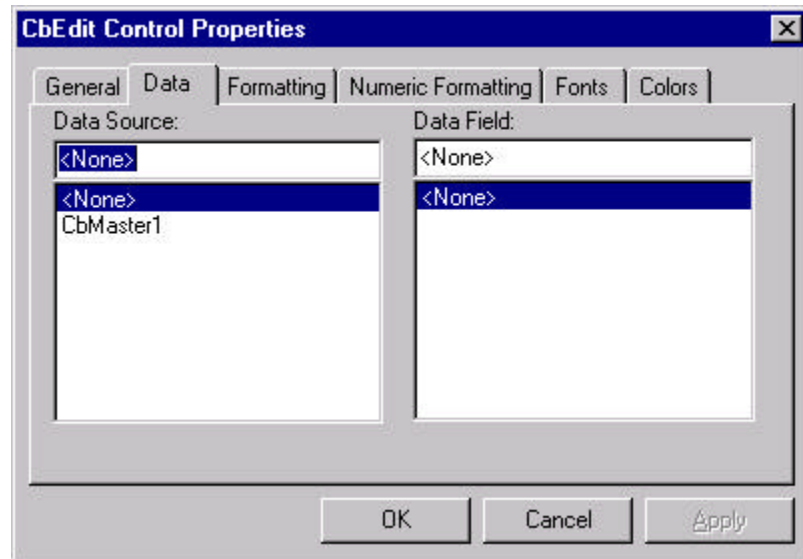 CbEdit Control Properties
General Data Formatting Numeric Formatting Fonts Colors
Data Source: Data Field:
<None> <None>
<None> <None>
CbMaster1
OK Cancel Apply